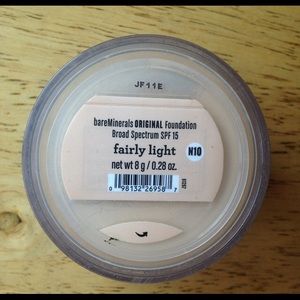 JF11E
bareMinerals ORIGINAL Foundation
Broad Spectrum SPF 15
fairly light N10
net wt 8 g / 0.28 oz.
0 98132 26958 7